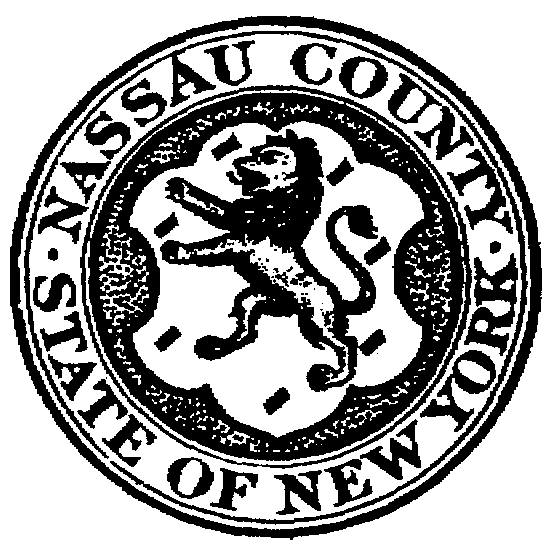 · NASSAU COUNTY ·
STATE OF NEW YORK